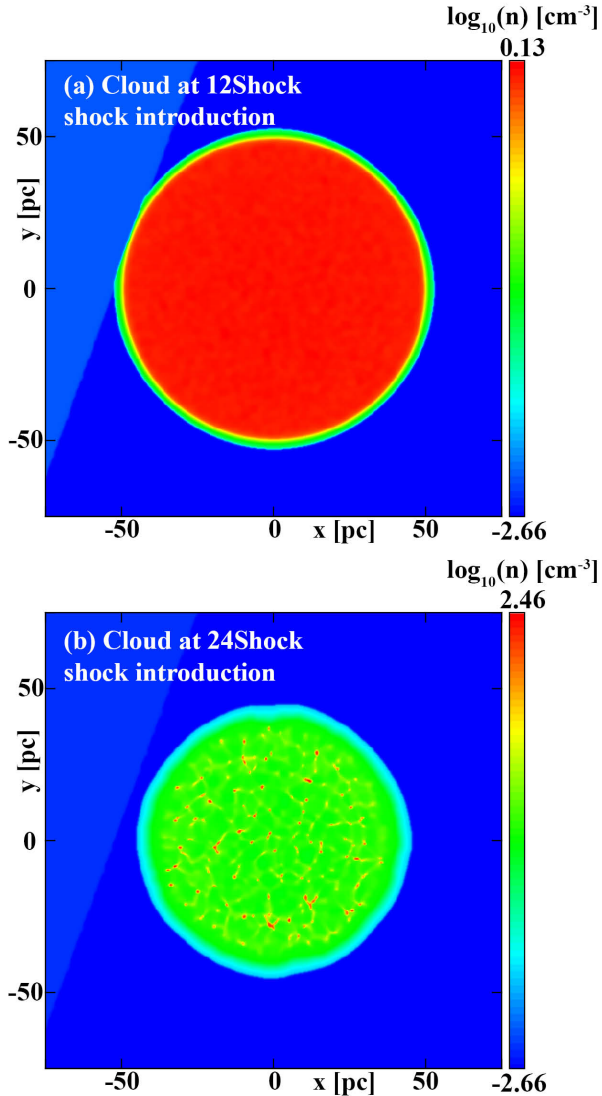 log₁₀(n) [cm⁻³]
0.13
(a) Cloud at 12Shock
shock introduction
50
y [pc]
0
-50
-50
0
x [pc]
50
-2.66
log₁₀(n) [cm⁻³]
2.46
(b) Cloud at 24Shock
shock introduction
50
y [pc]
0
-50
-50
0
x [pc]
50
-2.66